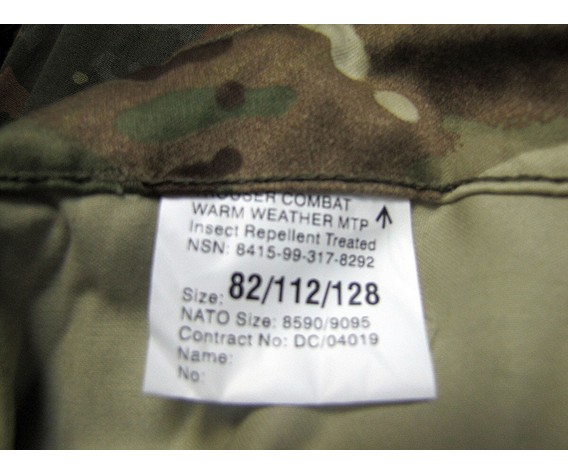 TROUSER COMBAT
WARM WEATHER MTP
Insect Repellent Treated
NSN: 8415-99-317-8292
Size: 82/112/128
NATO Size: 8590/9095
Contract No: DC/04019
Name:
No: